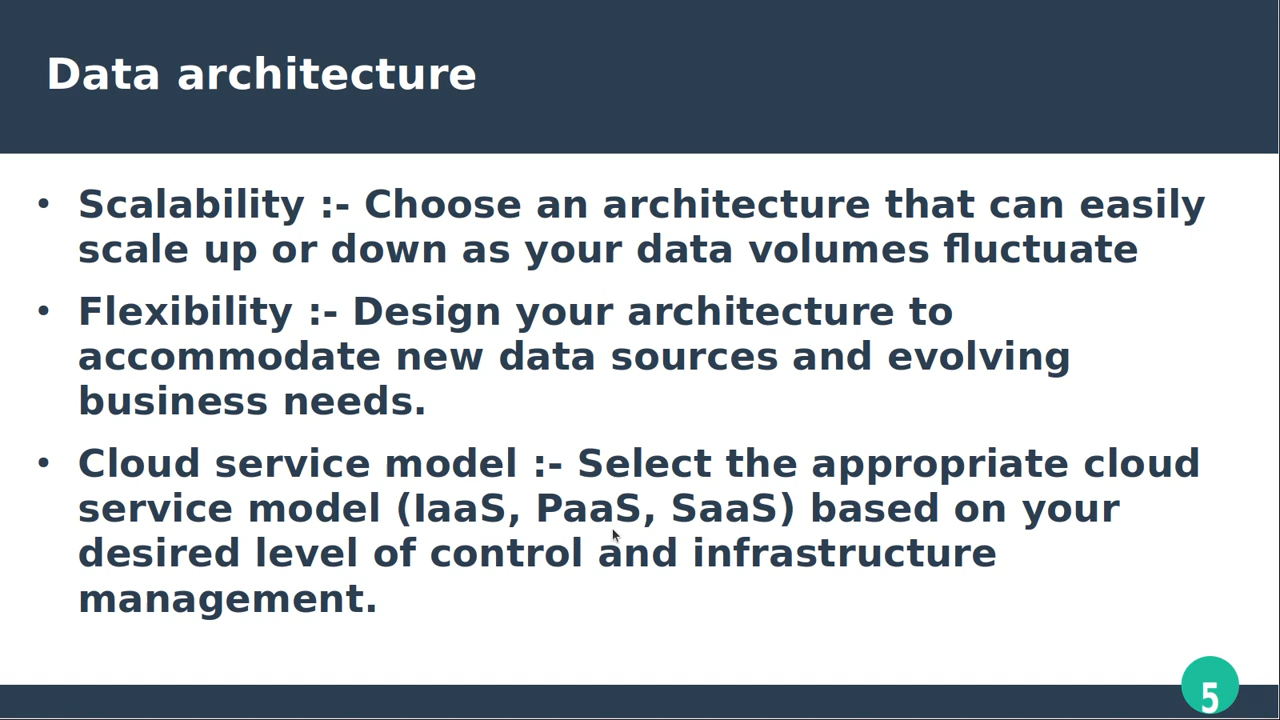 Data architecture
• Scalability :- Choose an architecture that can easily
scale up or down as your data volumes fluctuate
• Flexibility :- Design your architecture to
accommodate new data sources and evolving
business needs.
• Cloud service model :- Select the appropriate cloud
service model (IaaS, PaaS, SaaS) based on your
desired level of control and infrastructure
management.
5